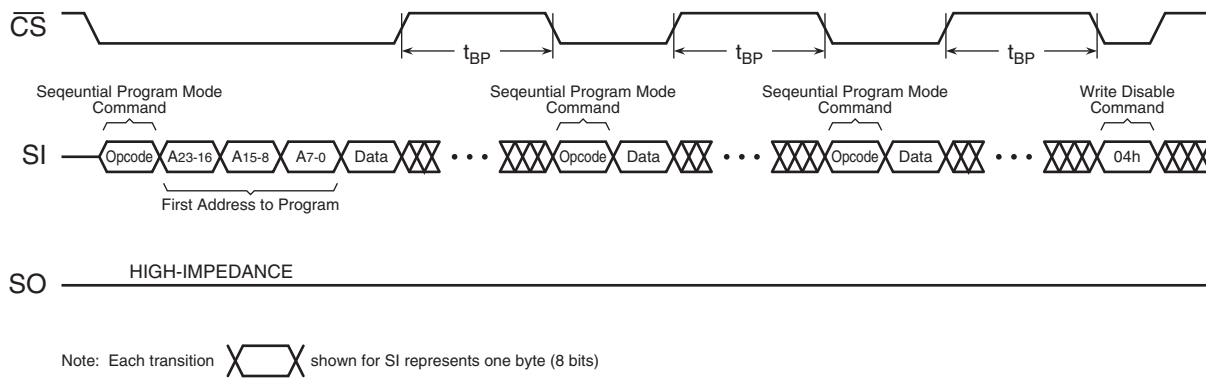 CS
tBP
tBP
tBP
Seqeuntial Program Mode
Command
Seqeuntial Program Mode
Command
Seqeuntial Program Mode
Command
Write Disable
Command
SI
Opcode
A23-16
A15-8
A7-0
Data
Opcode
Data
Opcode
Data
04h
First Address to Program
SO
HIGH-IMPEDANCE
Note: Each transition shown for SI represents one byte (8 bits)